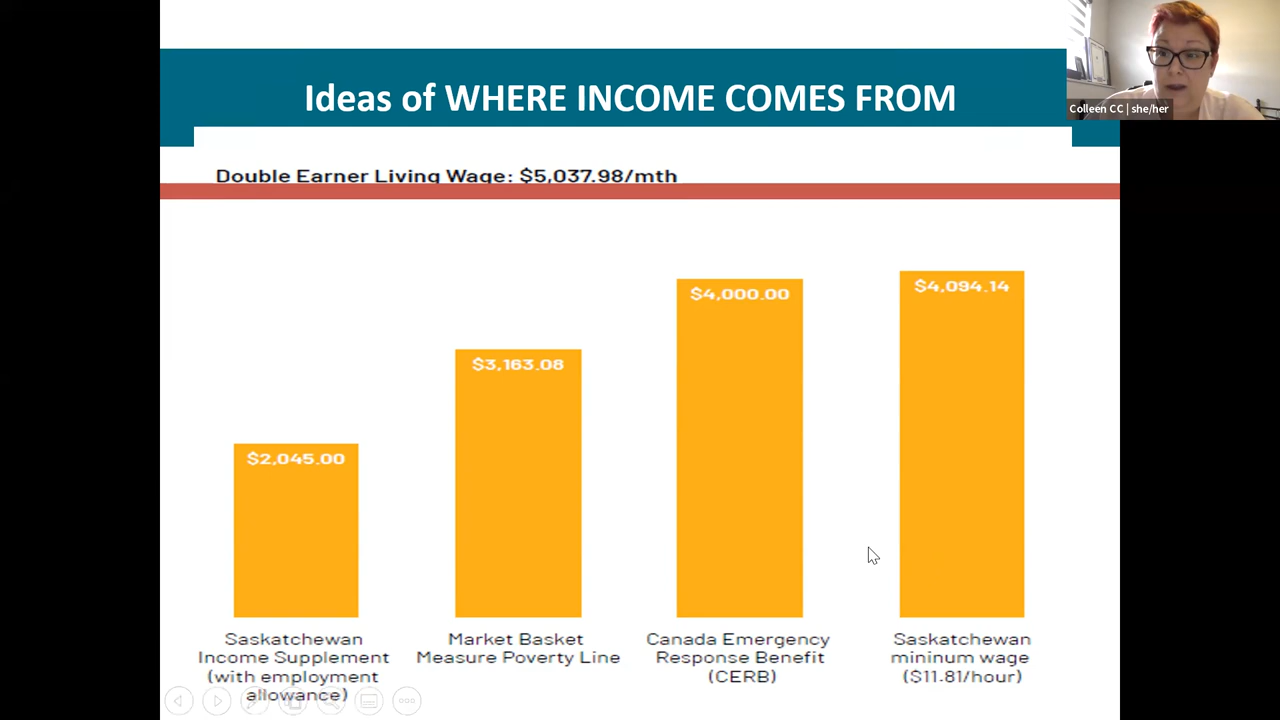 Ideas of WHERE INCOME COMES FROM
Colleen CC | she/her
Double Earner Living Wage: $5,037.98/mth
$2,045.00
$3,163.08
$4,000.00
$4,094.14
Saskatchewan
Income Supplement
(with employment
allowance)
Market Basket
Measure Poverty Line
Canada Emergency
Response Benefit
(CERB)
Saskatchewan
mininum wage
($11.81/hour)